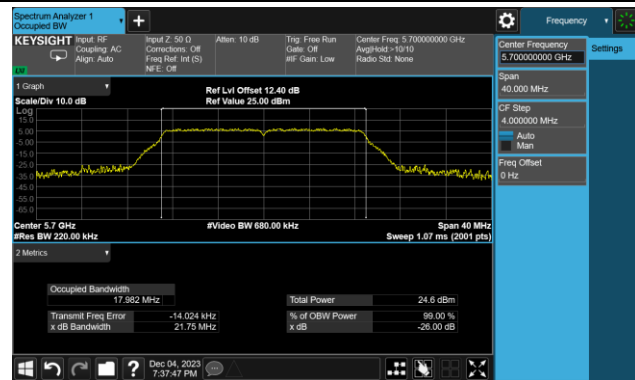 Spectrum Analyzer 1
Occupied BW
Frequency
KEYSIGHT
Input: RF
Coupling: AC
Align: Auto
Input Z: 50 Ω
Corrections: Off
Freq Ref: Int (S)
NFE: Off
Atten: 10 dB
Trig: Free Run
Gate: Off
#IF Gain: Low
Center Freq: 5.700000000 GHz
Avg|Hold:>10/10
Radio Std: None
Center Frequency
5.700000000 GHz
Settings
Span
40.000 MHz
CF Step
4.000000 MHz
Auto
Man
Freq Offset
0 Hz
1 Graph
Scale/Div 10.0 dB
Ref Lvl Offset 12.40 dB
Ref Value 25.00 dBm
Log
15.0
5.00
-5.00
-15.0
-25.0
-35.0
-45.0
-55.0
-65.0
Center 5.7 GHz
#Video BW 680.00 kHz
Span 40 MHz
#Res BW 220.00 kHz
Sweep 1.07 ms (2001 pts)
2 Metrics
Occupied Bandwidth
17.982 MHz
Total Power
24.6 dBm
Transmit Freq Error
-14.024 kHz
% of OBW Power
99.00 %
x dB Bandwidth
21.75 MHz
x dB
-26.00 dB
?
Dec 04, 2023
7:37:47 PM